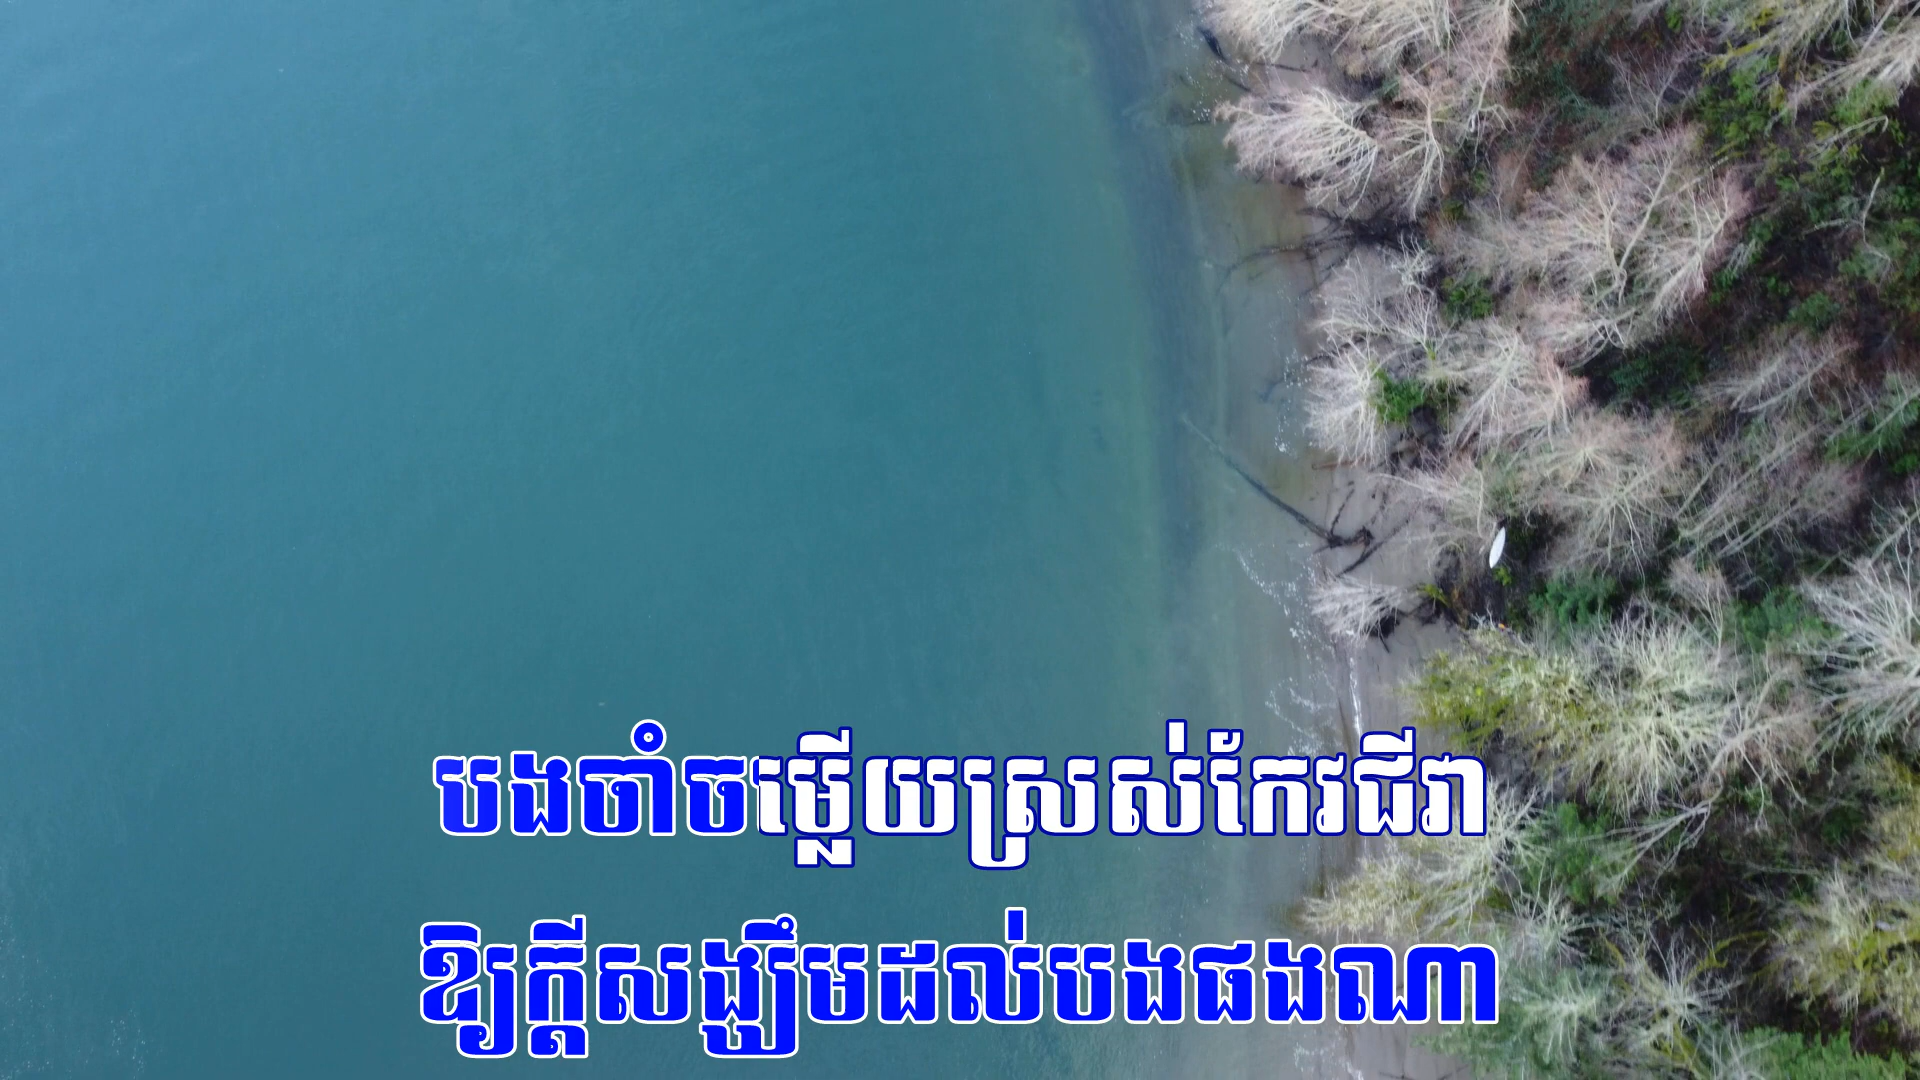 បងចាំចម្លើយស្រស់កែវជីវា
ឱ្យក្ដីសង្ឃឹមដល់បងផងណា